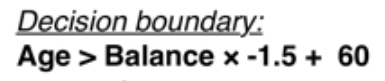 Decision boundary:
Age > Balance × -1.5 + 60